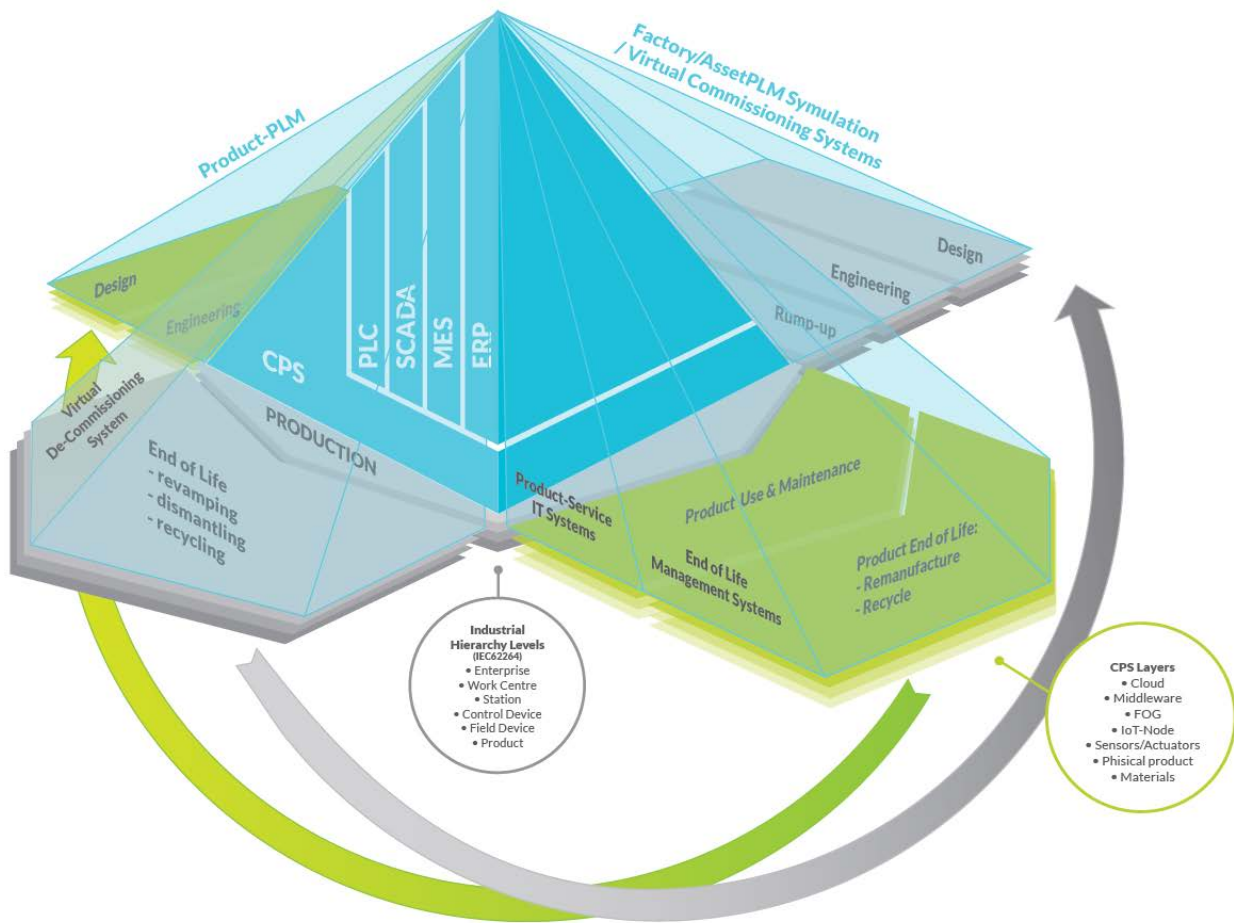 Product-PLM
Factory/AssetPLM Symulation
/ Virtual Commissioning Systems
Design
Engineering
CPS
PLC
SCADA
MES
ERP
Design
Engineering
Rump-up
Virtual
De-Commissioning
System
PRODUCTION
End of Life
- revamping
- dismantling
- recycling
Product-Service
IT Systems
Product Use & Maintenance
End of Life
Management Systems
Product End of Life:
- Remanufacture
- Recycle
Industrial
Hierarchy Levels
(IEC62264)
• Enterprise
• Work Centre
• Station
• Control Device
• Field Device
• Product
CPS Layers
• Cloud
• Middleware
• FOG
• IoT-Node
• Sensors/Actuators
• Phisical product
• Materials